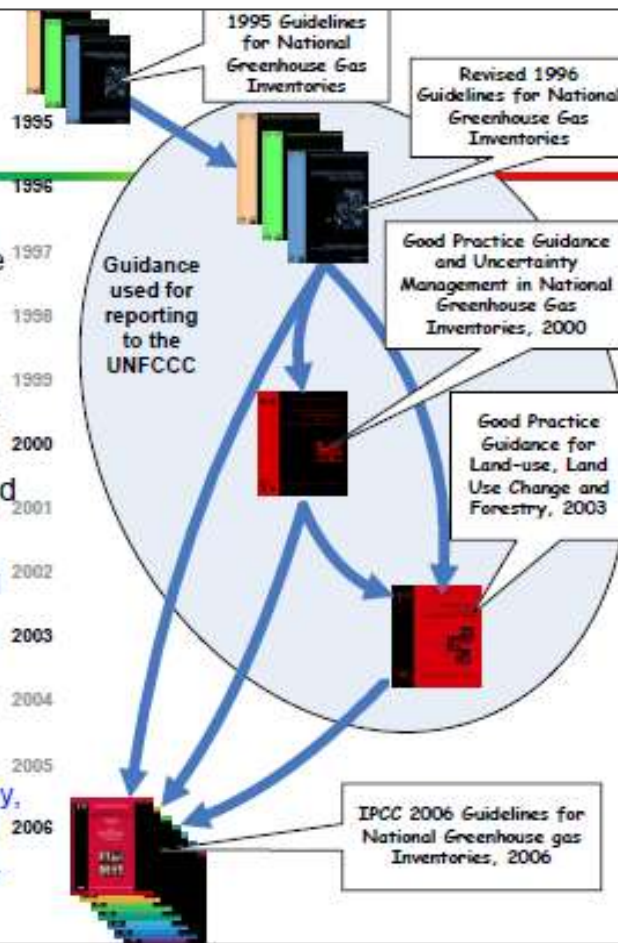 1995 Guidelines
for National
Greenhouse Gas
Inventories
Revised 1996
Guidelines for National
Greenhouse Gas
Inventories
Good Practice Guidance
and Uncertainty
Management in National
Greenhouse Gas
Inventories, 2000
Good Practice
Guidance for
Land-use, Land
Use Change and
Forestry, 2003
IPCC 2006 Guidelines for
National Greenhouse gas
Inventories, 2006
Guidance
used for
reporting
to the
UNFCCC
1995
1996
1997
1998
1999
2000
2001
2002
2003
2004
2005
2006